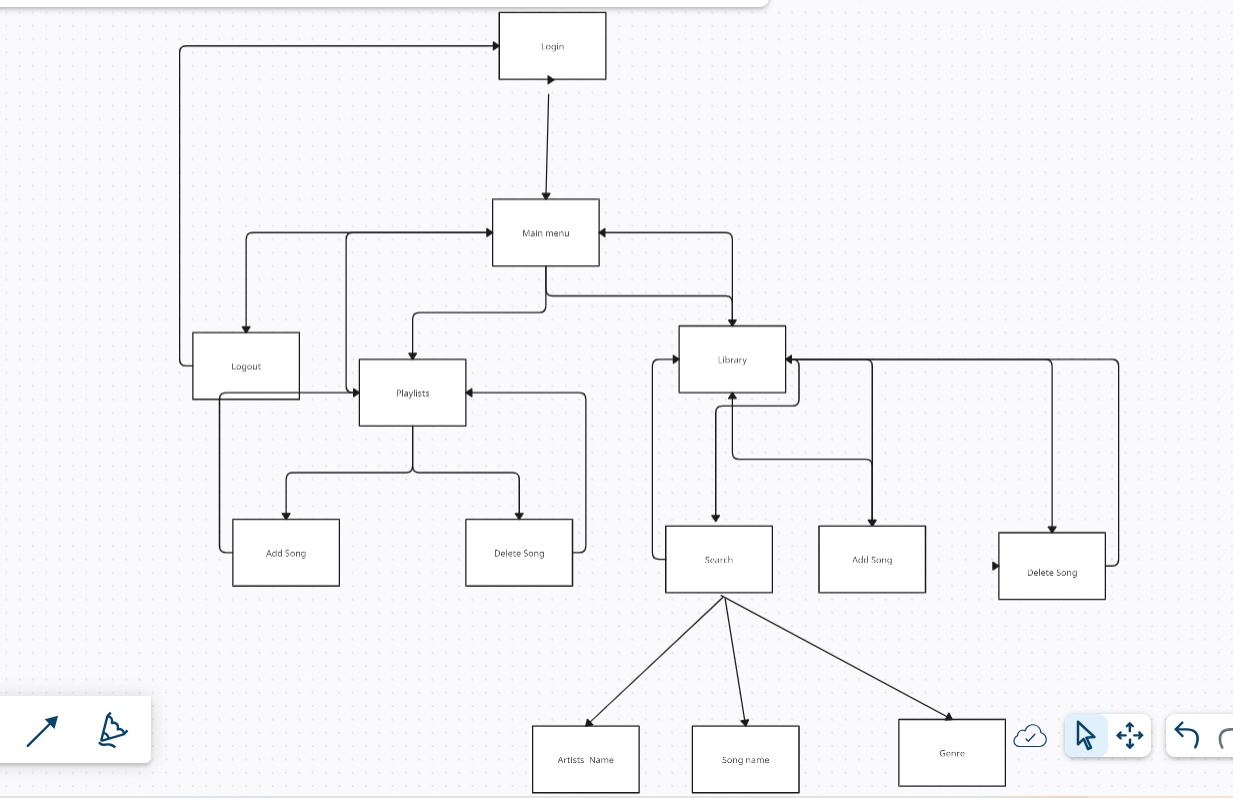 Login
Main menu
Library
Logout
Playlists
Add Song
Delete Song
Search
Add Song
Delete Song
Artists Name
Song name
Genre